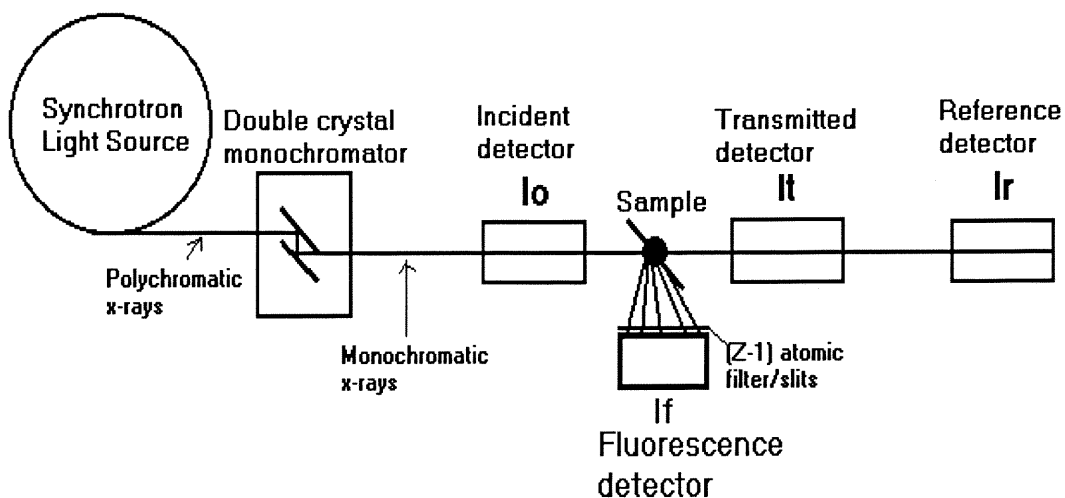 Synchrotron
Light Source
Double crystal
monochromator
Incident
detector
Io
Transmitted
detector
It
Reference
detector
Ir
Sample
Polychromatic
x-rays
Monochromatic
x-rays
(Z-1) atomic
filter/slits
If
Fluorescence
detector